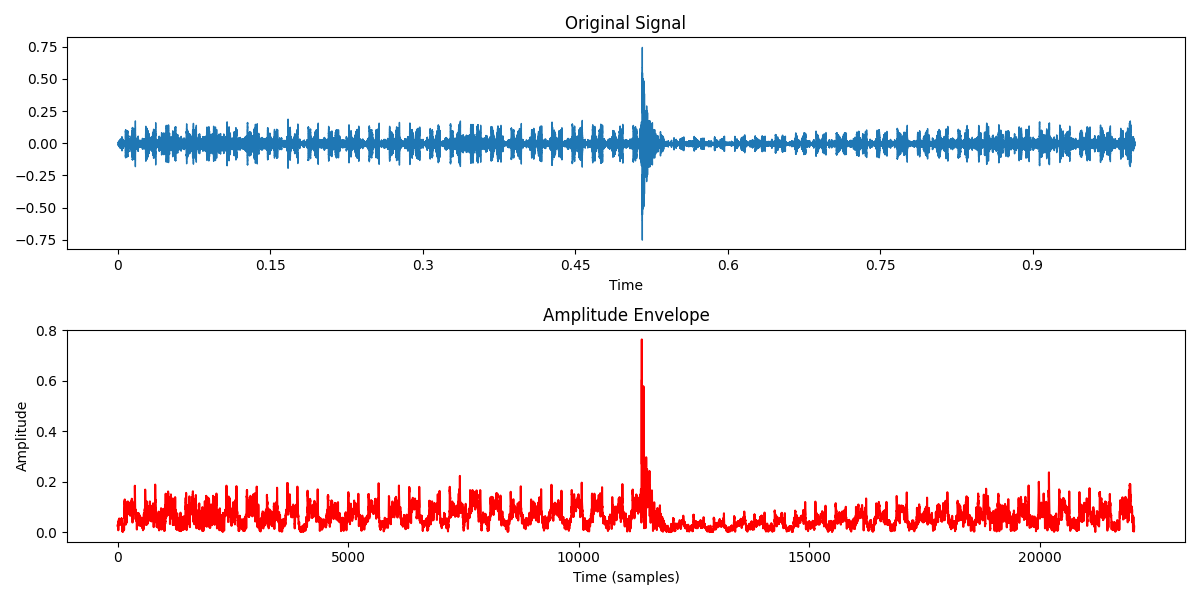 Original Signal
0.75
0.50
0.25
0.00
−0.25
−0.50
−0.75
0 0.15 0.3 0.45 0.6 0.75 0.9
Time
Amplitude Envelope
0.8
0.6
0.4
0.2
0.0
Amplitude
0 5000 10000 15000 20000
Time (samples)